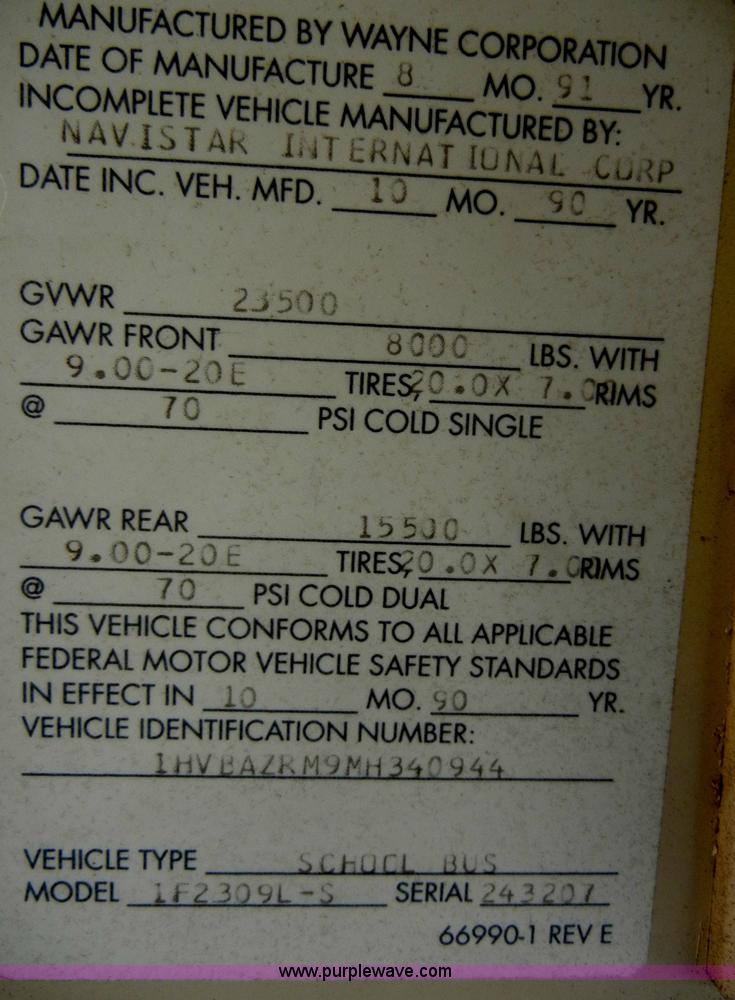 MANUFACTURED BY WAYNE CORPORATION
DATE OF MANUFACTURE 8 MO. 91 YR.
INCOMPLETE VEHICLE MANUFACTURED BY:
NAVISTAR INTERNATIONAL CORP
DATE INC. VEH. MFD. 10 MO. 90 YR.
GVWR 23500
GAWR FRONT 8000 LBS. WITH
9.00-20E TIRES, 20.0X 7.0 RIMS
@ 70 PSI COLD SINGLE
GAWR REAR 15500 LBS. WITH
9.00-20E TIRES, 20.0X 7.0 RIMS
@ 70 PSI COLD DUAL
THIS VEHICLE CONFORMS TO ALL APPLICABLE
FEDERAL MOTOR VEHICLE SAFETY STANDARDS
IN EFFECT IN 10 MO. 90 YR.
VEHICLE IDENTIFICATION NUMBER:
1HVBAZRM9MH340944
VEHICLE TYPE SCHOOL BUS
MODEL 1F2309L-S SERIAL 243207
66990-1 REV E
www.purplewave.com